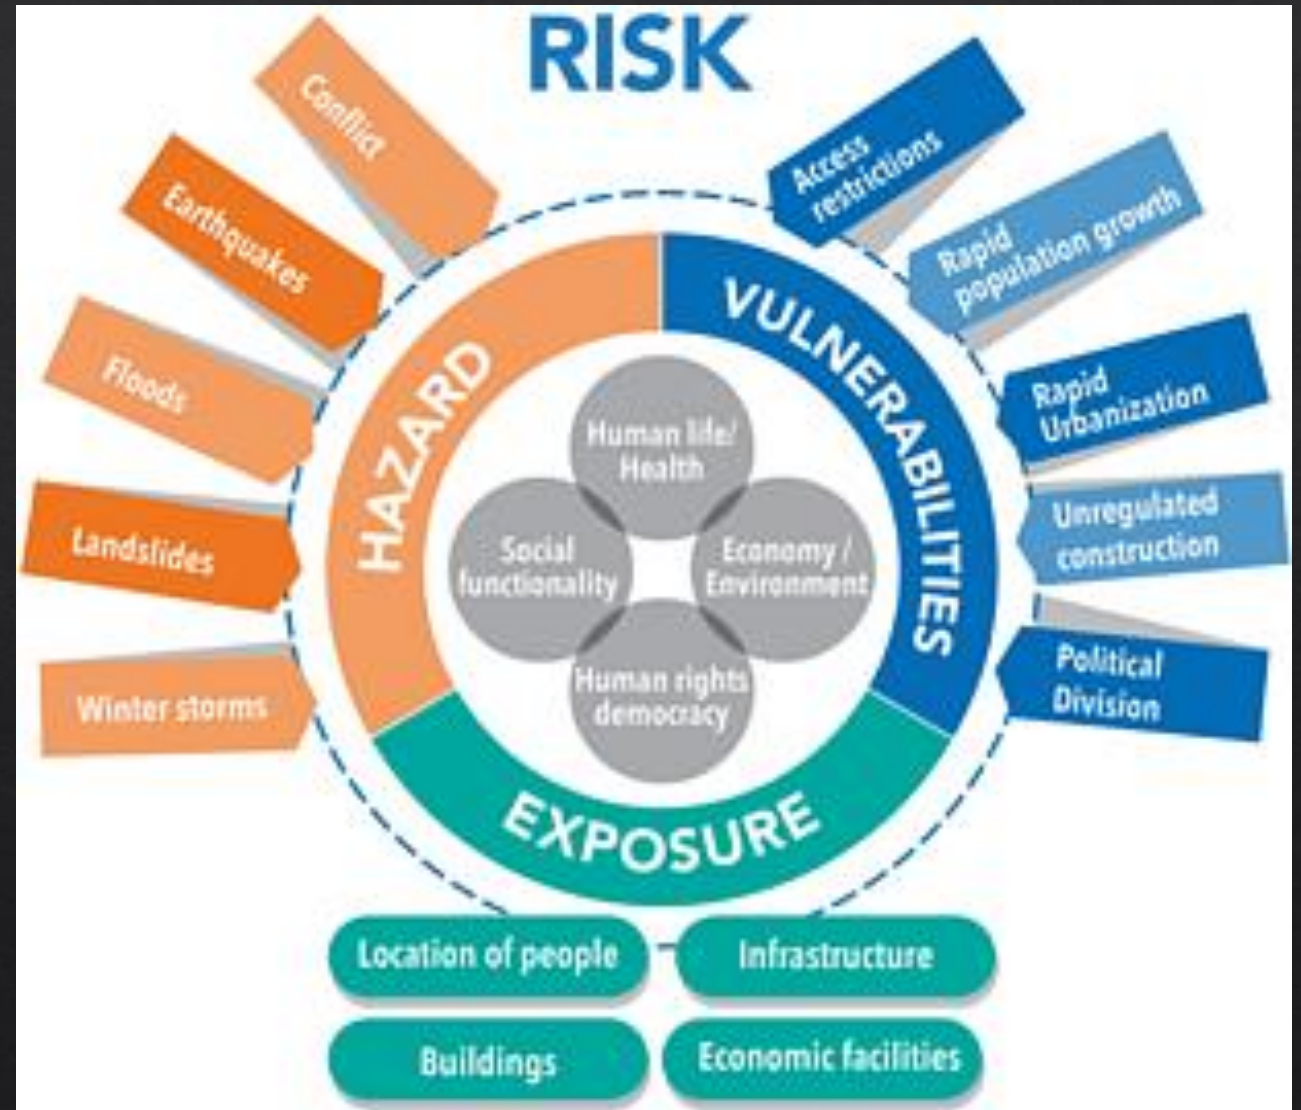 RISK
Conflict
Earthquakes
Floods
Landslides
Winter storms
HAZARD
VULNERABILITIES
EXPOSURE
Human life/
Health
Social
functionality
Economy /
Environment
Human rights
democracy
Access
restrictions
Rapid
population growth
Rapid
Urbanization
Unregulated
construction
Political
Division
Location of people
Infrastructure
Buildings
Economic facilities